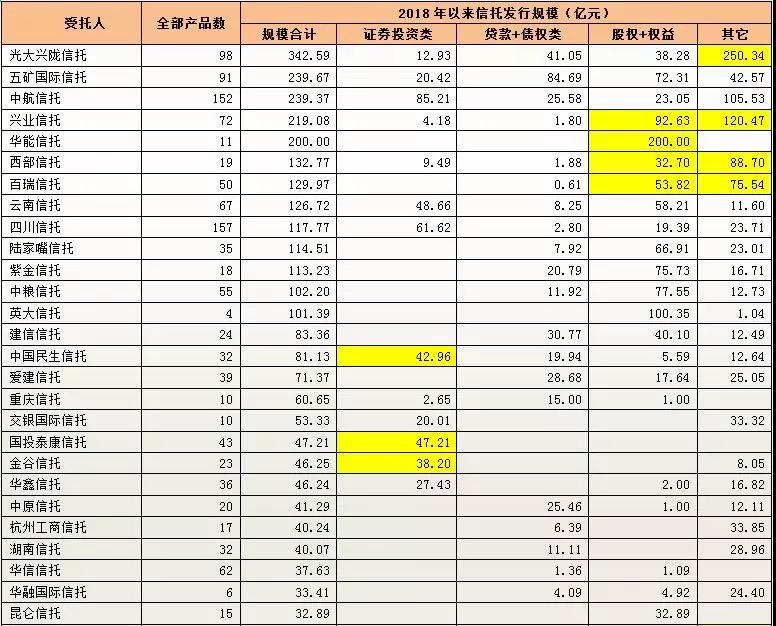 受托人 全部产品数 2018年以来信托发行规模（亿元）
规模合计 证券投资类 贷款+债权类 股权+权益 其它
光大兴陇信托 98 342.59 12.93 41.05 38.28 250.34
五矿国际信托 91 239.67 20.42 84.69 72.31 42.57
中航信托 152 239.37 85.21 25.58 23.05 105.53
兴业信托 72 219.08 4.18 1.80 92.63 120.47
华能信托 11 200.00 200.00
西部信托 19 132.77 9.49 1.88 32.70 88.70
百瑞信托 50 129.97 0.61 53.82 75.54
云南信托 67 126.72 48.66 8.25 58.21 11.60
四川信托 157 117.77 61.62 2.80 19.39 23.71
陆家嘴信托 35 114.51 7.92 66.91 23.01
紫金信托 18 113.23 20.79 75.73 16.71
中粮信托 55 102.20 11.92 77.55 12.73
英大信托 4 101.39 100.35 1.04
建信信托 24 83.36 30.77 40.10 12.49
中国民生信托 32 81.13 42.96 19.94 5.59 12.64
爱建信托 39 71.37 28.68 17.64 25.05
重庆信托 10 60.65 2.65 15.00 1.00
交银国际信托 10 53.33 20.01 33.32
国投泰康信托 43 47.21 47.21
金谷信托 23 46.25 38.20 8.05
华鑫信托 36 46.24 27.43 2.00 16.82
中原信托 20 41.29 25.46 1.00 12.11
杭州工商信托 17 40.24 6.39 33.85
湖南信托 32 40.07 11.11 28.96
华信信托 62 37.63 1.36 1.09
华融国际信托 6 33.41 4.09 4.92 24.40
昆仑信托 15 32.89 32.89